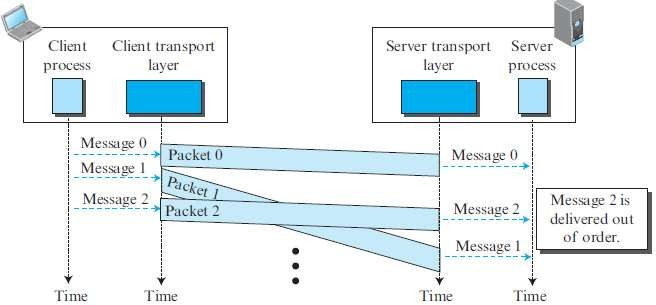 Client process
Client transport layer
Server transport layer
Server process
Message 0
Packet 0
Message 0
Message 1
Packet 1
Message 2
Packet 2
Message 2
Message 1
Message 2 is
delivered out
of order.
Time
Time
Time
Time